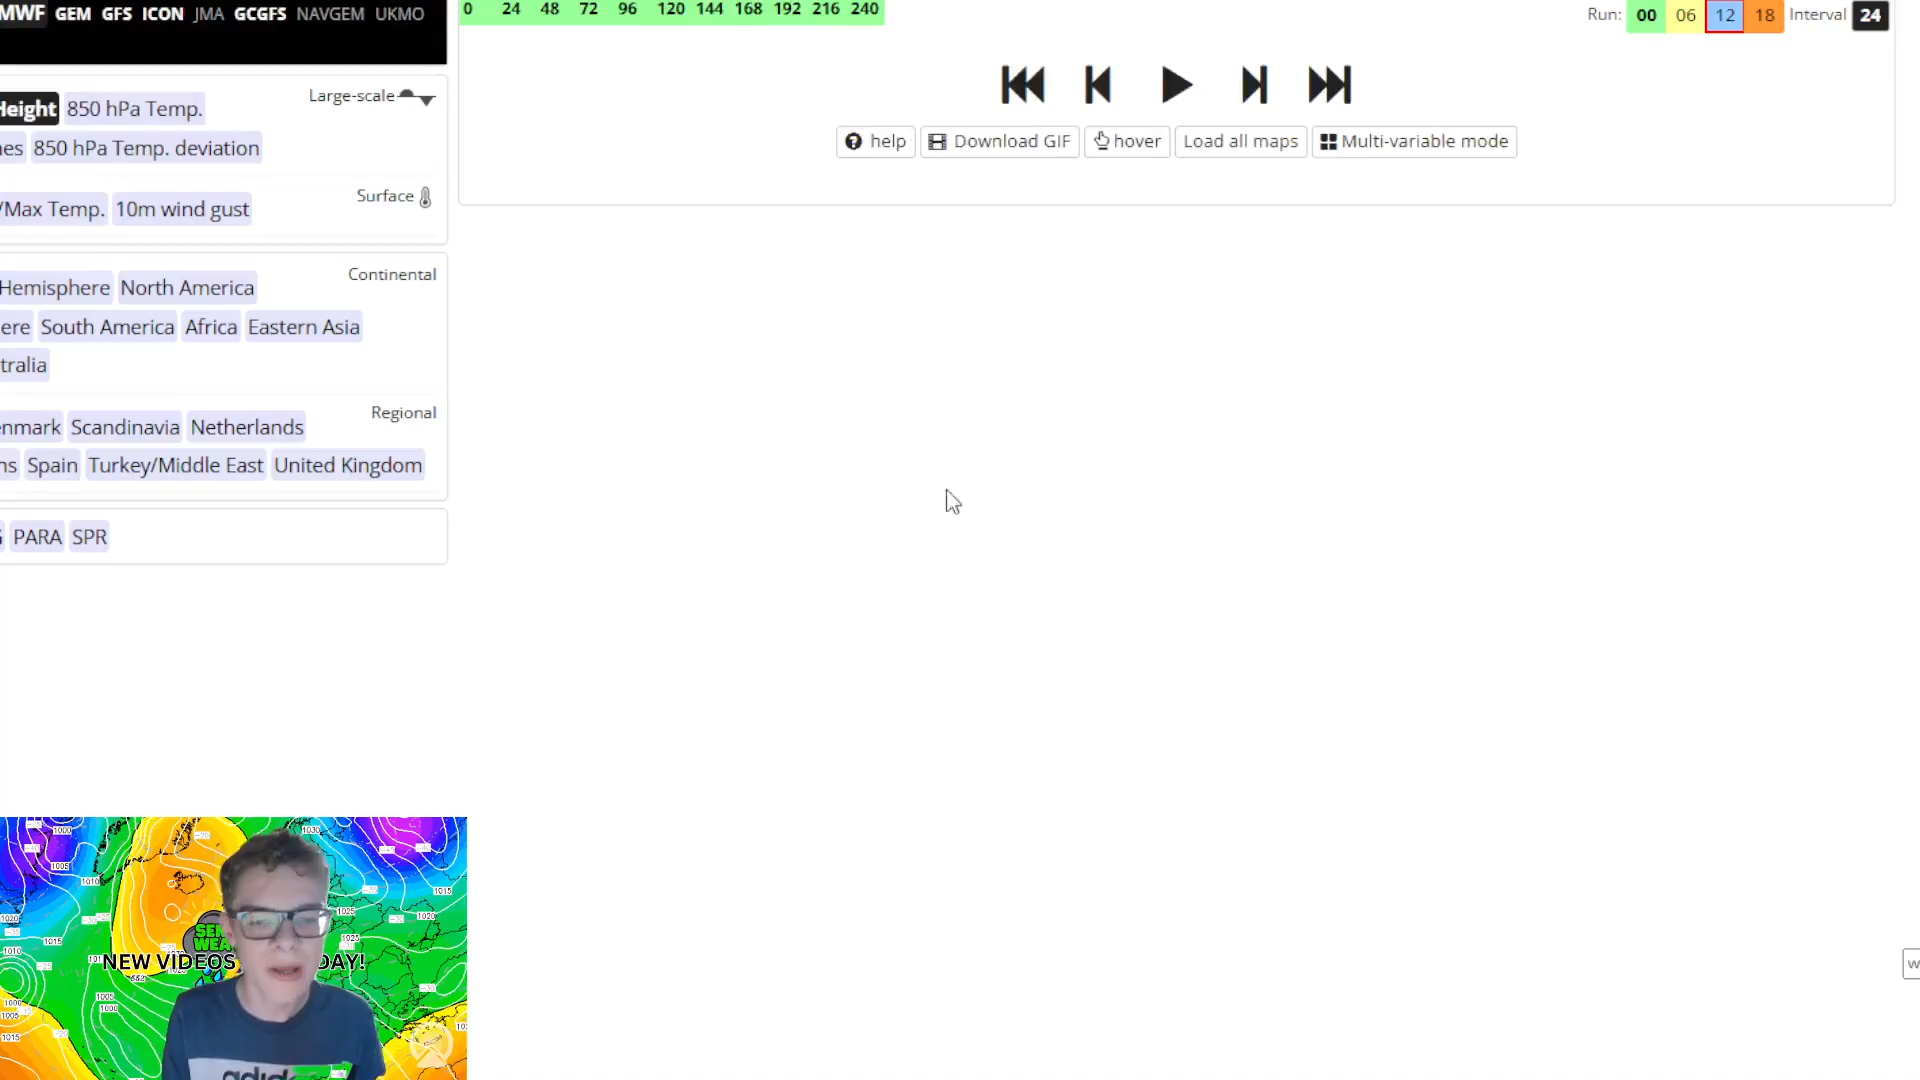 MWF GEM GFS ICON JMA GCGFS NAVGEM UKMO
0 24 48 72 96 120 144 168 192 216 240
Run: 00 06 12 18 Interval 24
Height 850 hPa Temp. Large-scale
nes 850 hPa Temp. deviation
/Max Temp. 10m wind gust Surface
help Download GIF hover Load all maps Multi-variable mode
Continental
Hemisphere North America
ere South America Africa Eastern Asia
tralia
Regional
enmark Scandinavia Netherlands
ns Spain Turkey/Middle East United Kingdom
PARA SPR
NEW VIDEOS DAY!
adidas